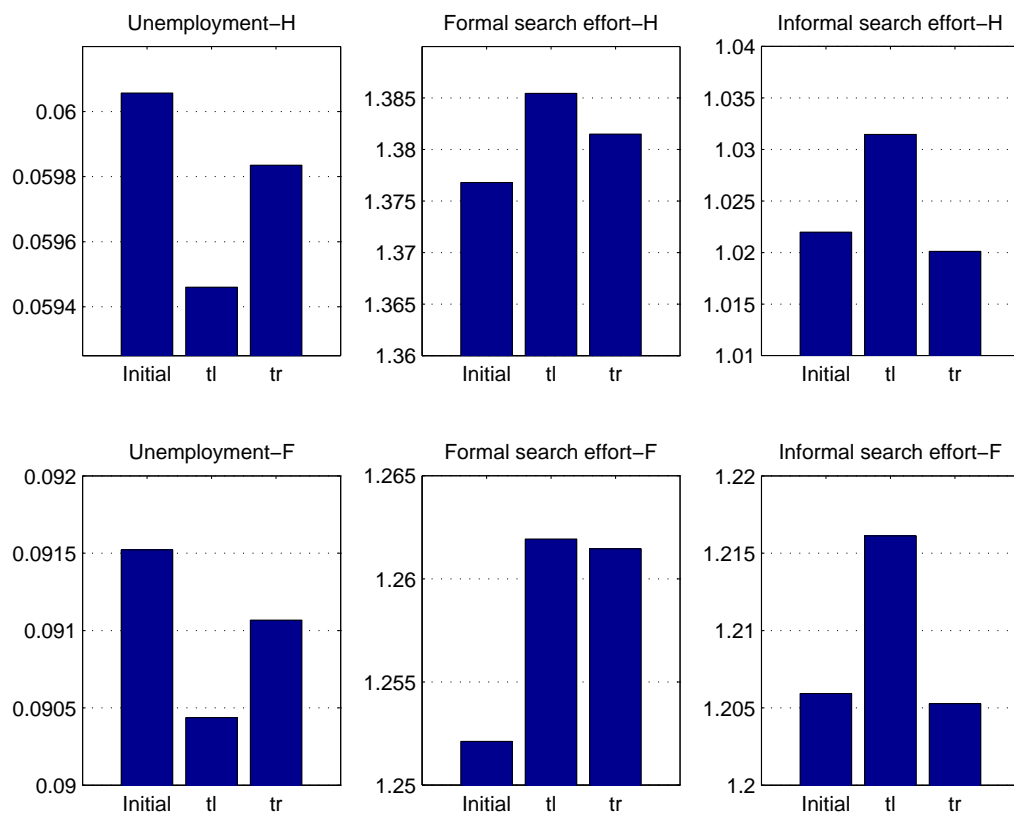 Unemployment−H
0.06
0.0598
0.0596
0.0594
Initial tl tr
Formal search effort−H
1.385
1.38
1.375
1.37
1.365
1.36
Initial tl tr
Informal search effort−H
1.04
1.035
1.03
1.025
1.02
1.015
1.01
Initial tl tr
Unemployment−F
0.092
0.0915
0.091
0.0905
0.09
Initial tl tr
Formal search effort−F
1.265
1.26
1.255
1.25
Initial tl tr
Informal search effort−F
1.22
1.215
1.21
1.205
1.2
Initial tl tr